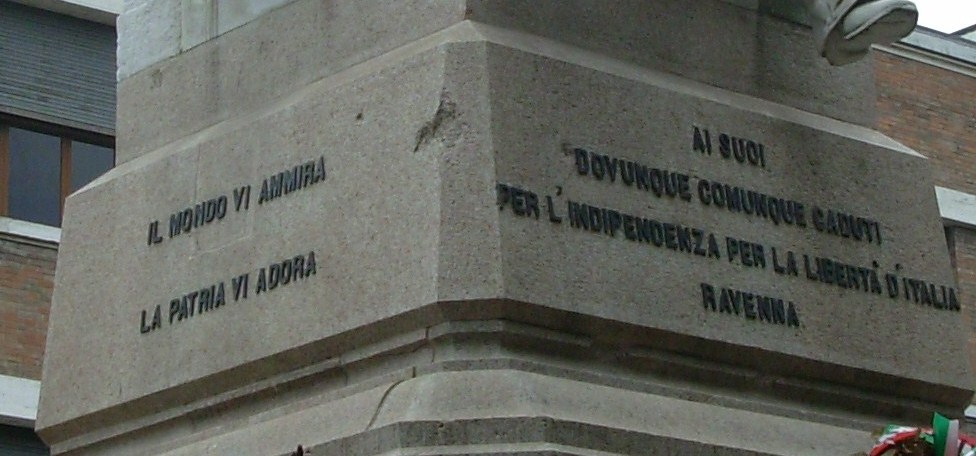 IL MONDO VI AMMIRA
LA PATRIA VI ADORA
AI SUOI
DOVUNQUE COMUNQUE CADUTI
PER L'INDIPENDENZA PER LA LIBERTÀ D'ITALIA
RAVENNA